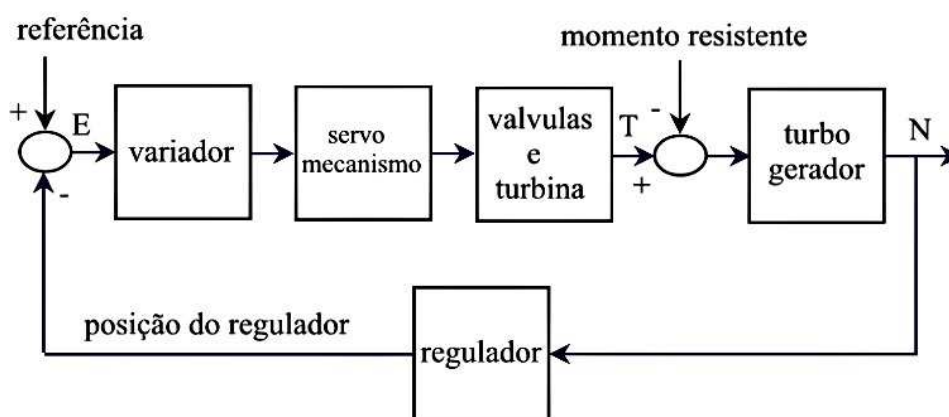 referência
momento resistente
+
E
variador
servo
mecanismo
valvulas
e
turbina
T
-
+
turbo
gerador
N
-
posição do regulador
regulador